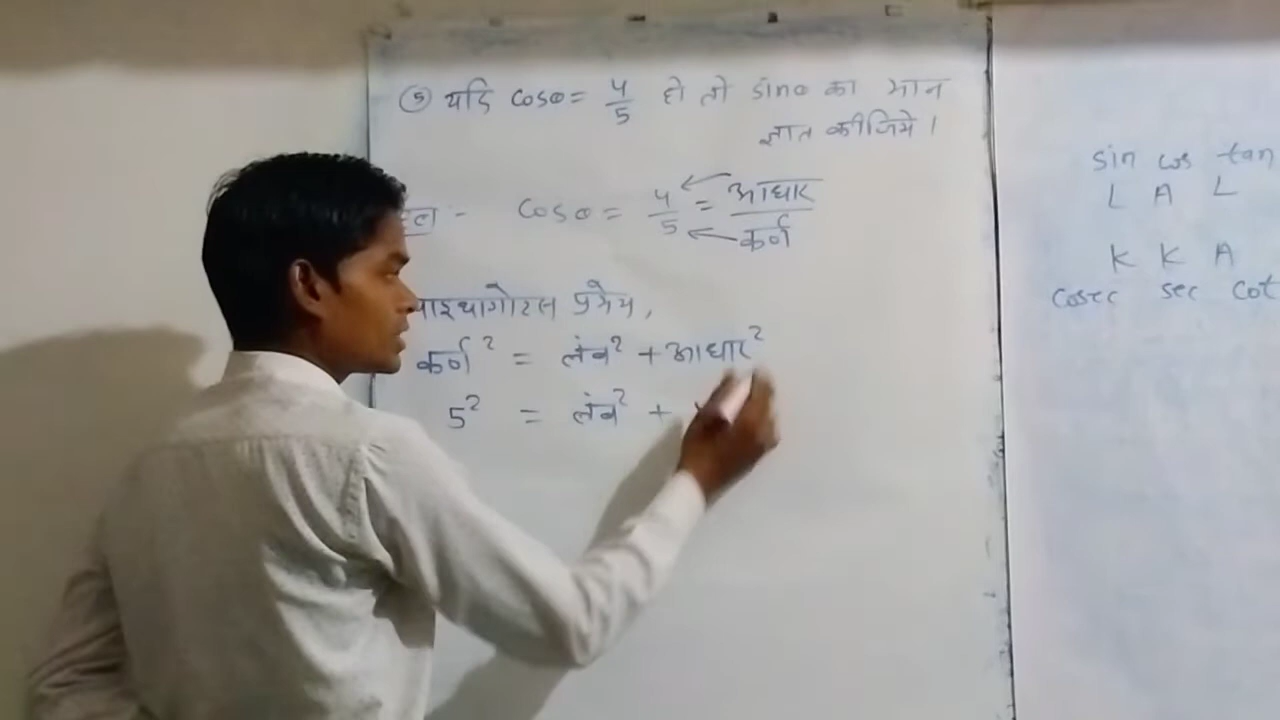 ⑤ यदि cosθ = 4/5 हो तो sinθ का मान
ज्ञात कीजिये।
हल :- cosθ = 4/5 = आधार/कर्ण
पाइथागोरस प्रमेय,
कर्ण² = लंब² + आधार²
5² = लंब² +
sin cos tan
L A L
K K A
cosec sec cot